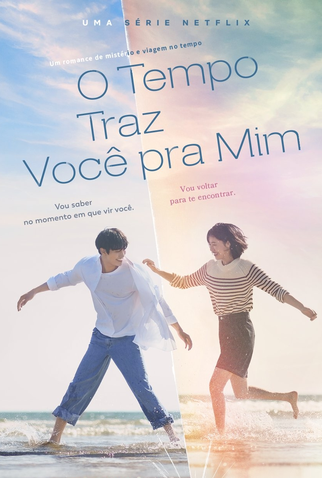 UMA SÉRIE NETFLIX
Um romance de mistério e viagem no tempo
O Tempo
Traz
Você pra Mim
Vou saber
no momento em que vir você.
Vou voltar
para te encontrar.